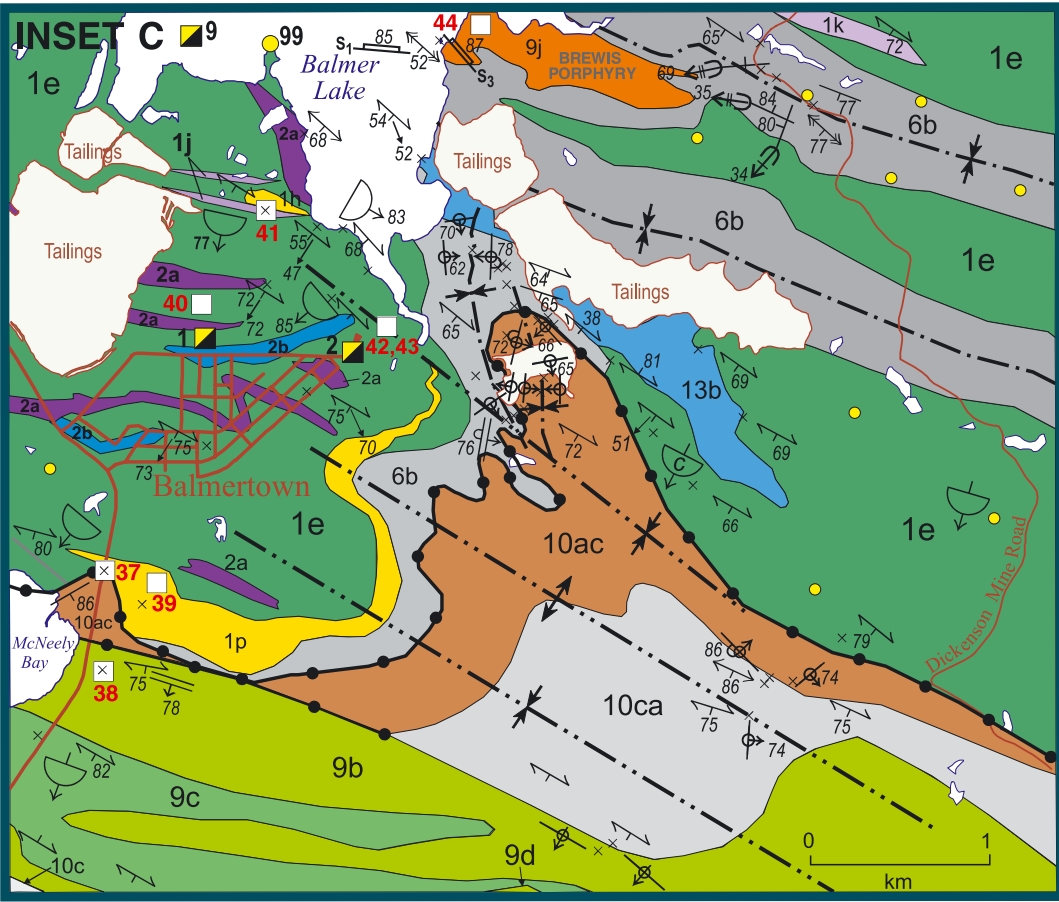 INSET C
9
99
44
S1
85
52
87
S3
9j
BREWIS
PORPHYRY
69
35
65
1k
72
1e
1e
Balmer
Lake
2a
68
54
52
84
80
77
77
34
6b
Tailings
1j
1h
41
77
55
47
68
83
Tailings
70
62
78
6b
1e
Tailings
2a
40
72
72
2a
85
1
2b
2
42,43
2a
65
64
65
38
Tailings
72
66
65
81
13b
69
2a
2b
75
73
75
70
76
72
51
C
69
66
Balmertown
6b
1e
10ac
1e
80
2a
37
39
86
10ac
McNeely
Bay
1p
38
75
78
86
86
74
79
Dickenson Mine Road
10ca
75
75
74
82
9b
9c
9d
10c
0
1
km